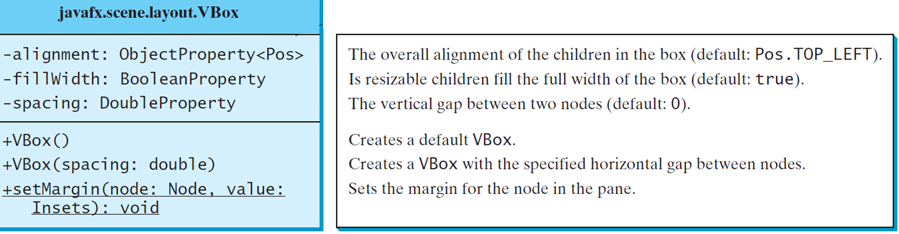 javafx.scene.layout.VBox
-alignment: ObjectProperty<Pos>
-fillWidth: BooleanProperty
-spacing: DoubleProperty
+VBox()
+VBox(spacing: double)
+setMargin(node: Node, value:
Insets): void
The overall alignment of the children in the box (default: Pos.TOP_LEFT).
Is resizable children fill the full width of the box (default: true).
The vertical gap between two nodes (default: 0).
Creates a default VBox.
Creates a VBox with the specified horizontal gap between nodes.
Sets the margin for the node in the pane.